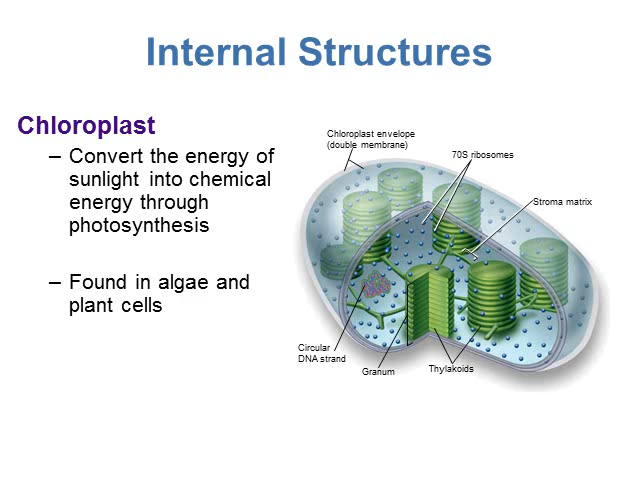 Internal Structures
Chloroplast
– Convert the energy of
sunlight into chemical
energy through
photosynthesis
– Found in algae and
plant cells
Chloroplast envelope
(double membrane)
70S ribosomes
Stroma matrix
Circular
DNA strand
Granum
Thylakoids